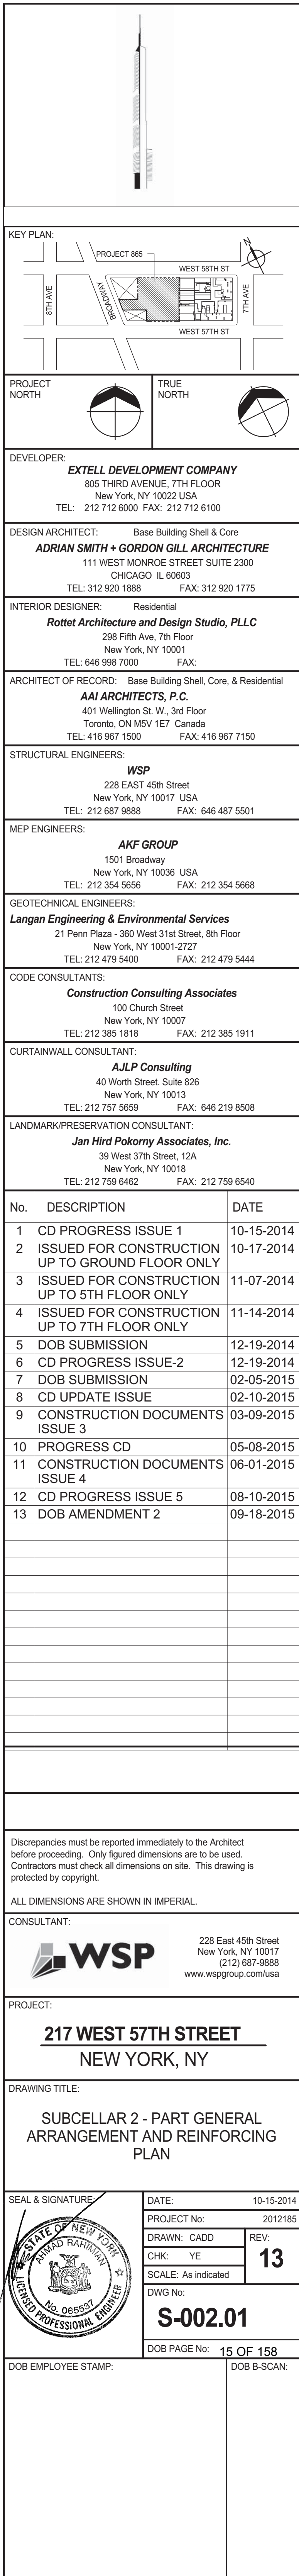 KEY PLAN:
N
PROJECT 865
WEST 58TH ST
8TH AVE
BROADWAY
7TH AVE
WEST 57TH ST
PROJECT
NORTH
TRUE
NORTH
DEVELOPER:
EXTELL DEVELOPMENT COMPANY
805 THIRD AVENUE, 7TH FLOOR
New York, NY 10022 USA
TEL: 212 712 6000 FAX: 212 712 6100
DESIGN ARCHITECT: Base Building Shell & Core
ADRIAN SMITH + GORDON GILL ARCHITECTURE
111 WEST MONROE STREET SUITE 2300
CHICAGO IL 60603
TEL: 312 920 1888 FAX: 312 920 1775
INTERIOR DESIGNER: Residential
Rottet Architecture and Design Studio, PLLC
298 Fifth Ave, 7th Floor
New York, NY 10001
TEL: 646 998 7000 FAX:
ARCHITECT OF RECORD: Base Building Shell, Core, & Residential
AAI ARCHITECTS, P.C.
401 Wellington St. W., 3rd Floor
Toronto, ON M5V 1E7 Canada
TEL: 416 967 1500 FAX: 416 967 7150
STRUCTURAL ENGINEERS:
WSP
228 EAST 45th Street
New York, NY 10017 USA
TEL: 212 687 9888 FAX: 646 487 5501
MEP ENGINEERS:
AKF GROUP
1501 Broadway
New York, NY 10036 USA
TEL: 212 354 5656 FAX: 212 354 5668
GEOTECHNICAL ENGINEERS:
Langan Engineering & Environmental Services
21 Penn Plaza - 360 West 31st Street, 8th Floor
New York, NY 10001-2727
TEL: 212 479 5400 FAX: 212 479 5444
CODE CONSULTANTS:
Construction Consulting Associates
100 Church Street
New York, NY 10007
TEL: 212 385 1818 FAX: 212 385 1911
CURTAINWALL CONSULTANT:
AJLP Consulting
40 Worth Street. Suite 826
New York, NY 10013
TEL: 212 757 5659 FAX: 646 219 8508
LANDMARK/PRESERVATION CONSULTANT:
Jan Hird Pokorny Associates, Inc.
39 West 37th Street, 12A
New York, NY 10018
TEL: 212 759 6462 FAX: 212 759 6540
No. DESCRIPTION DATE
1 CD PROGRESS ISSUE 1 10-15-2014
2 ISSUED FOR CONSTRUCTION 10-17-2014
UP TO GROUND FLOOR ONLY
3 ISSUED FOR CONSTRUCTION 11-07-2014
UP TO 5TH FLOOR ONLY
4 ISSUED FOR CONSTRUCTION 11-14-2014
UP TO 7TH FLOOR ONLY
5 DOB SUBMISSION 12-19-2014
6 CD PROGRESS ISSUE-2 12-19-2014
7 DOB SUBMISSION 02-05-2015
8 CD UPDATE ISSUE 02-10-2015
9 CONSTRUCTION DOCUMENTS 03-09-2015
ISSUE 3
10 PROGRESS CD 05-08-2015
11 CONSTRUCTION DOCUMENTS 06-01-2015
ISSUE 4
12 CD PROGRESS ISSUE 5 08-10-2015
13 DOB AMENDMENT 2 09-18-2015
Discrepancies must be reported immediately to the Architect
before proceeding. Only figured dimensions are to be used.
Contractors must check all dimensions on site. This drawing is
protected by copyright.
ALL DIMENSIONS ARE SHOWN IN IMPERIAL.
CONSULTANT:
WSP
228 East 45th Street
New York, NY 10017
(212) 687-9888
www.wspgroup.com/usa
PROJECT:
217 WEST 57TH STREET
NEW YORK, NY
DRAWING TITLE:
SUBCELLAR 2 - PART GENERAL
ARRANGEMENT AND REINFORCING
PLAN
SEAL & SIGNATURE:
STATE OF NEW YORK
AHMAD RAHIMIAN
No. 065537
LICENSED PROFESSIONAL ENGINEER
DATE: 10-15-2014
PROJECT No: 2012185
DRAWN: CADD
CHK: YE
SCALE: As indicated
REV:
13
DWG No:
S-002.01
DOB PAGE No: 15 OF 158
DOB EMPLOYEE STAMP:
DOB B-SCAN: